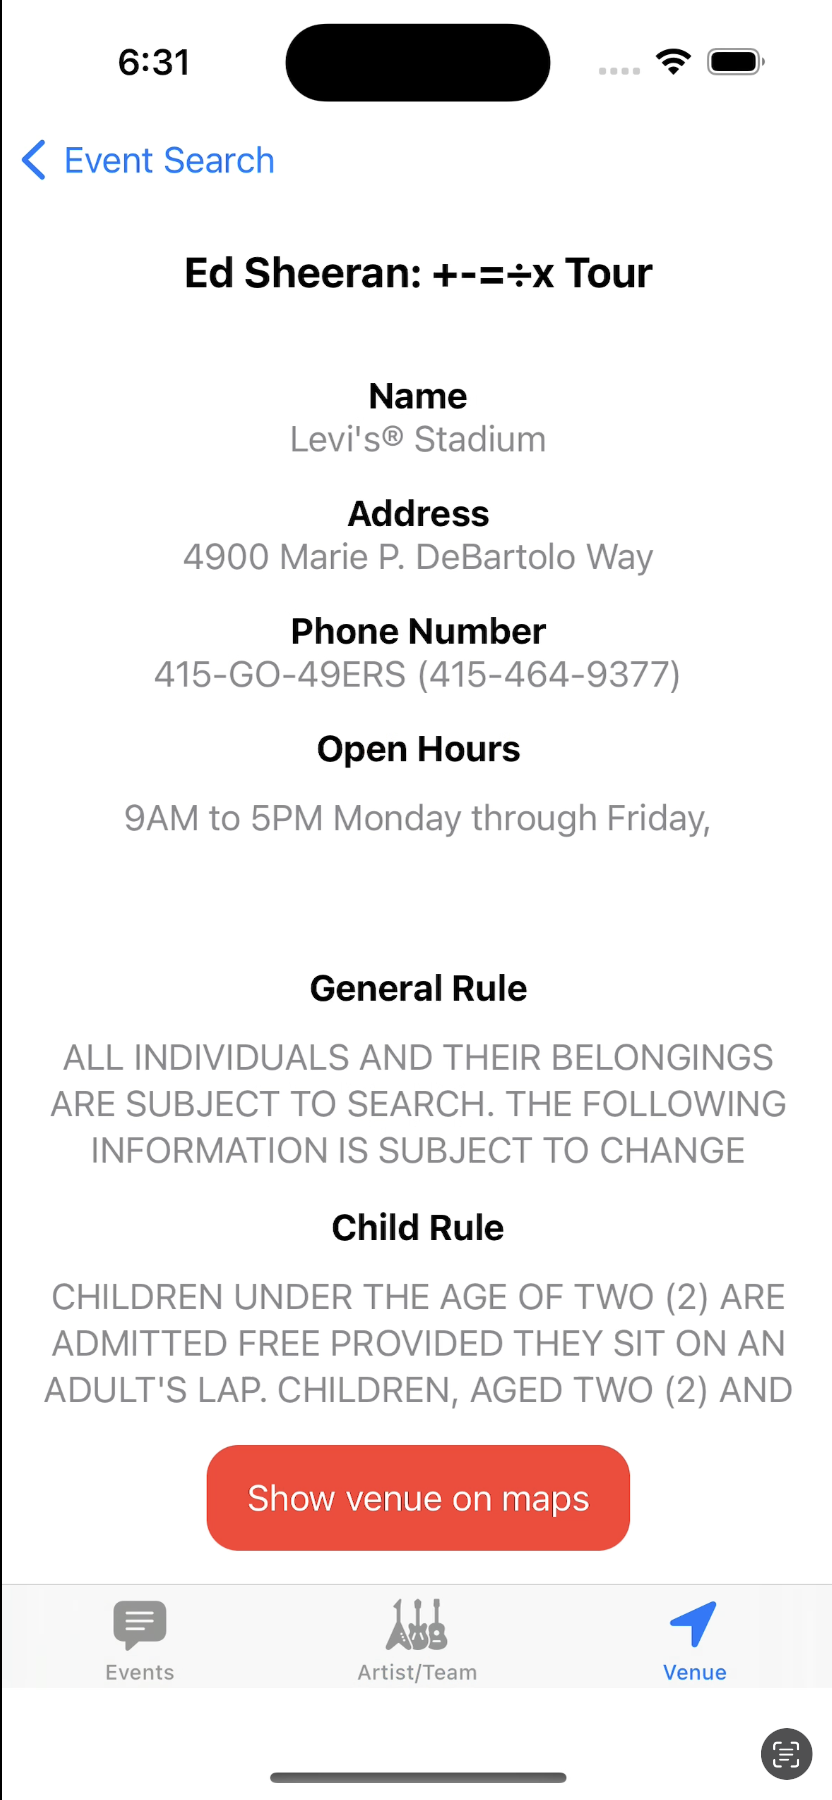 6:31
Event Search
Ed Sheeran: +-=÷x Tour
Name
Levi's® Stadium
Address
4900 Marie P. DeBartolo Way
Phone Number
415-GO-49ERS (415-464-9377)
Open Hours
9AM to 5PM Monday through Friday,
General Rule
ALL INDIVIDUALS AND THEIR BELONGINGS
ARE SUBJECT TO SEARCH. THE FOLLOWING
INFORMATION IS SUBJECT TO CHANGE
Child Rule
CHILDREN UNDER THE AGE OF TWO (2) ARE
ADMITTED FREE PROVIDED THEY SIT ON AN
ADULT'S LAP. CHILDREN, AGED TWO (2) AND
Show venue on maps
Events
Artist/Team
Venue